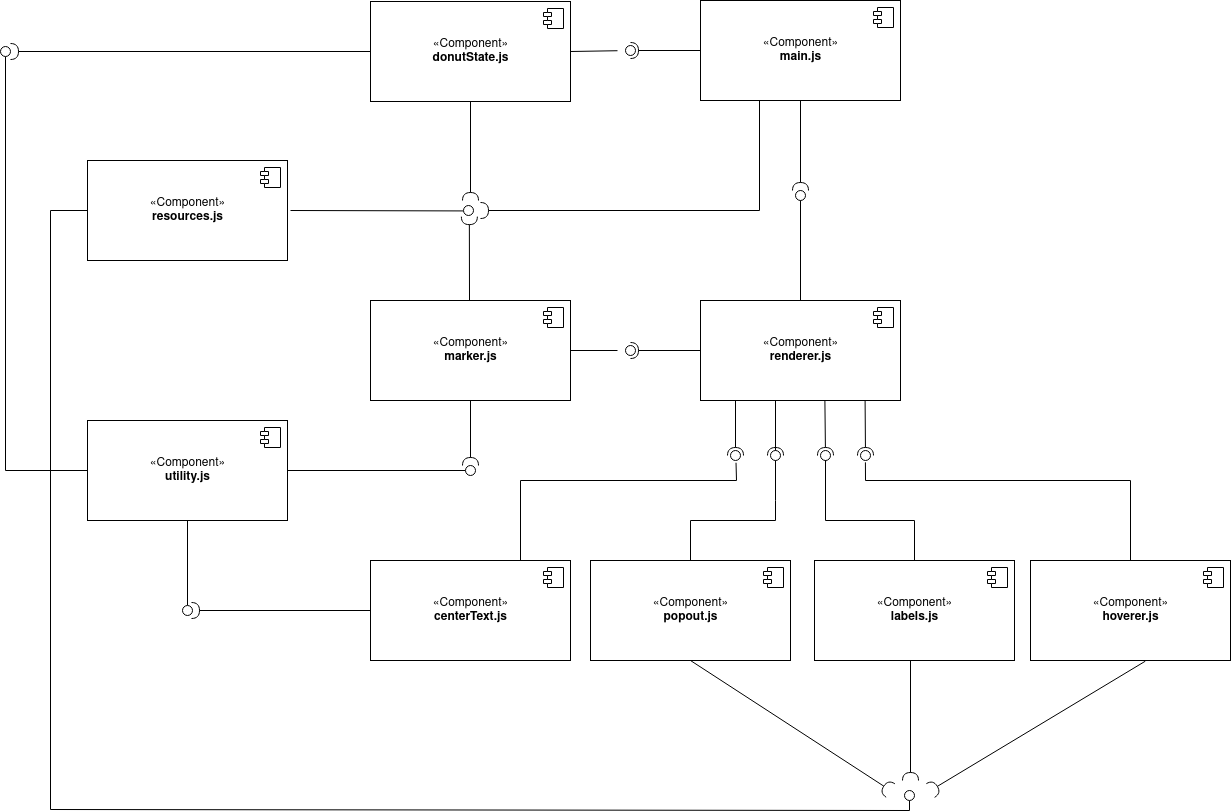 «Component»
donutState.js
«Component»
main.js
«Component»
resources.js
«Component»
marker.js
«Component»
renderer.js
«Component»
utility.js
«Component»
centerText.js
«Component»
popout.js
«Component»
labels.js
«Component»
hoverer.js